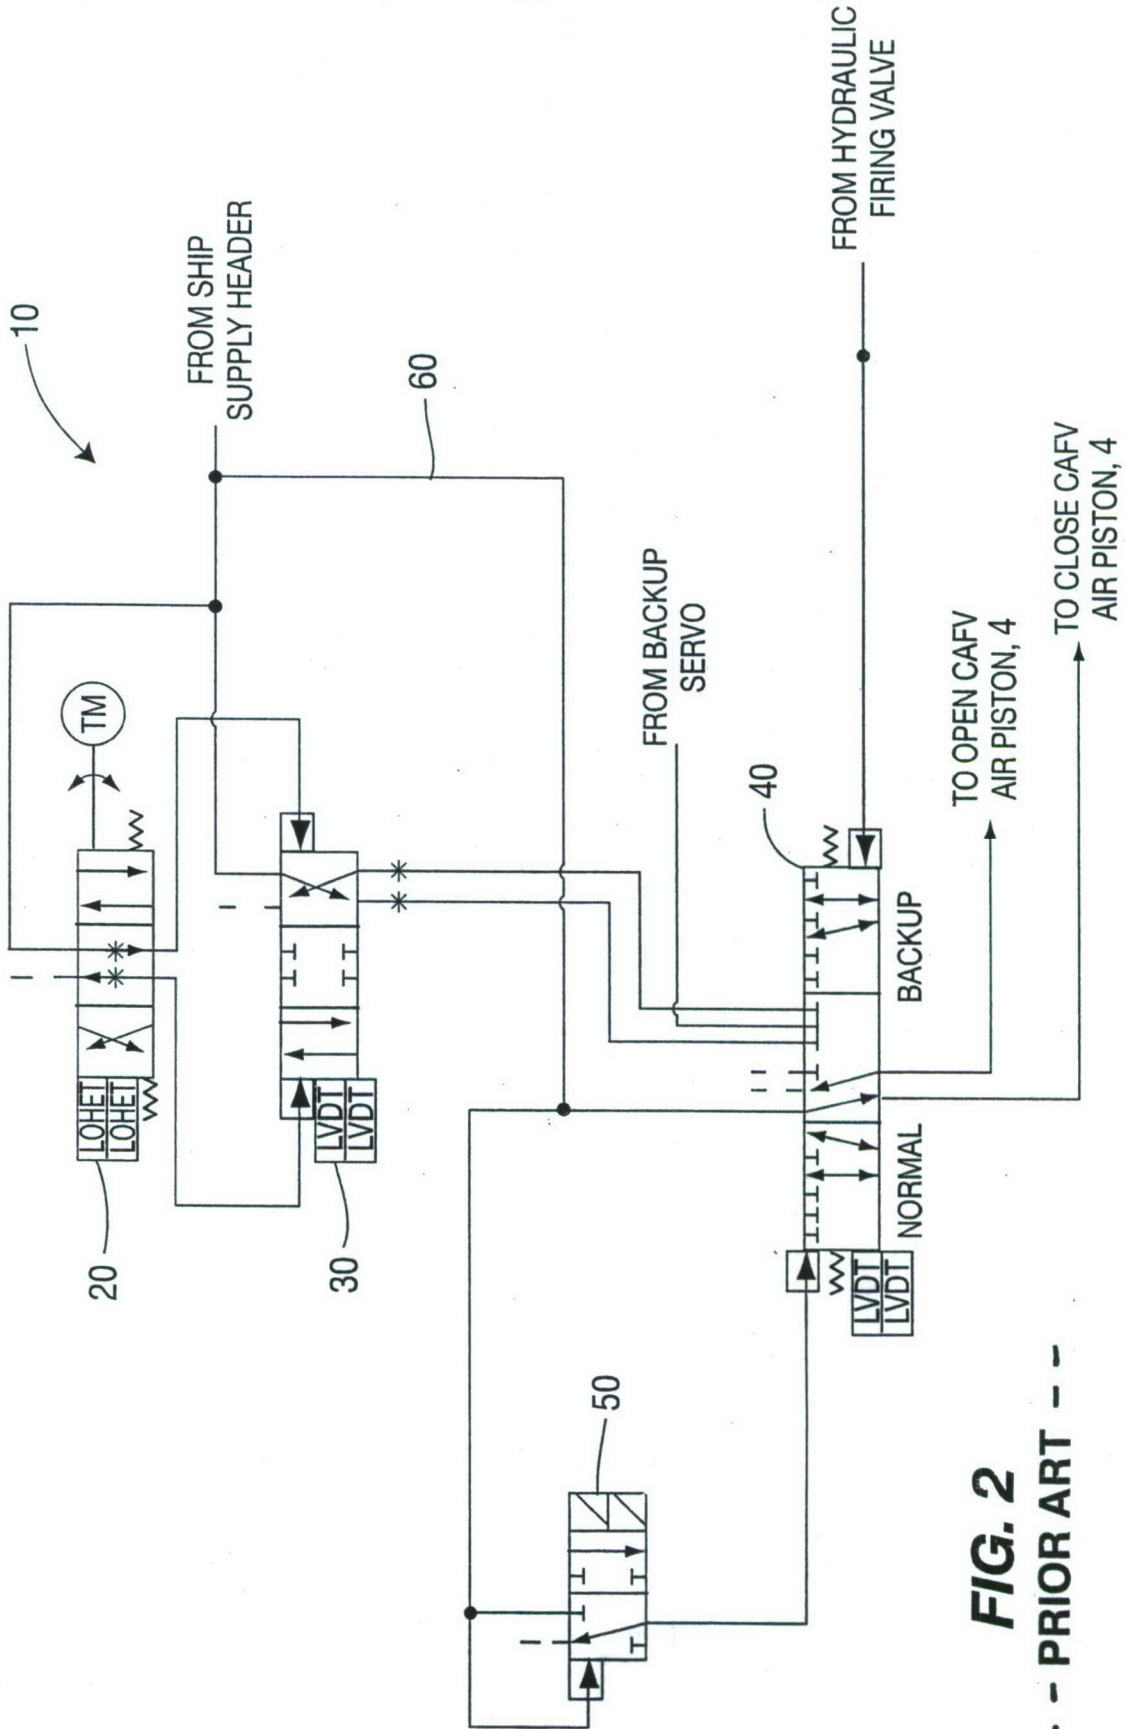 10
FROM SHIP
SUPPLY HEADER
60
TM
LOHET
LOHET
20
LVDT
LVDT
30
FROM BACKUP
SERVO
40
FROM HYDRAULIC
FIRING VALVE
BACKUP
NORMAL
LVDT
LVDT
TO OPEN CAFV
AIR PISTON, 4
TO CLOSE CAFV
AIR PISTON, 4
50
FIG. 2
- - PRIOR ART - -